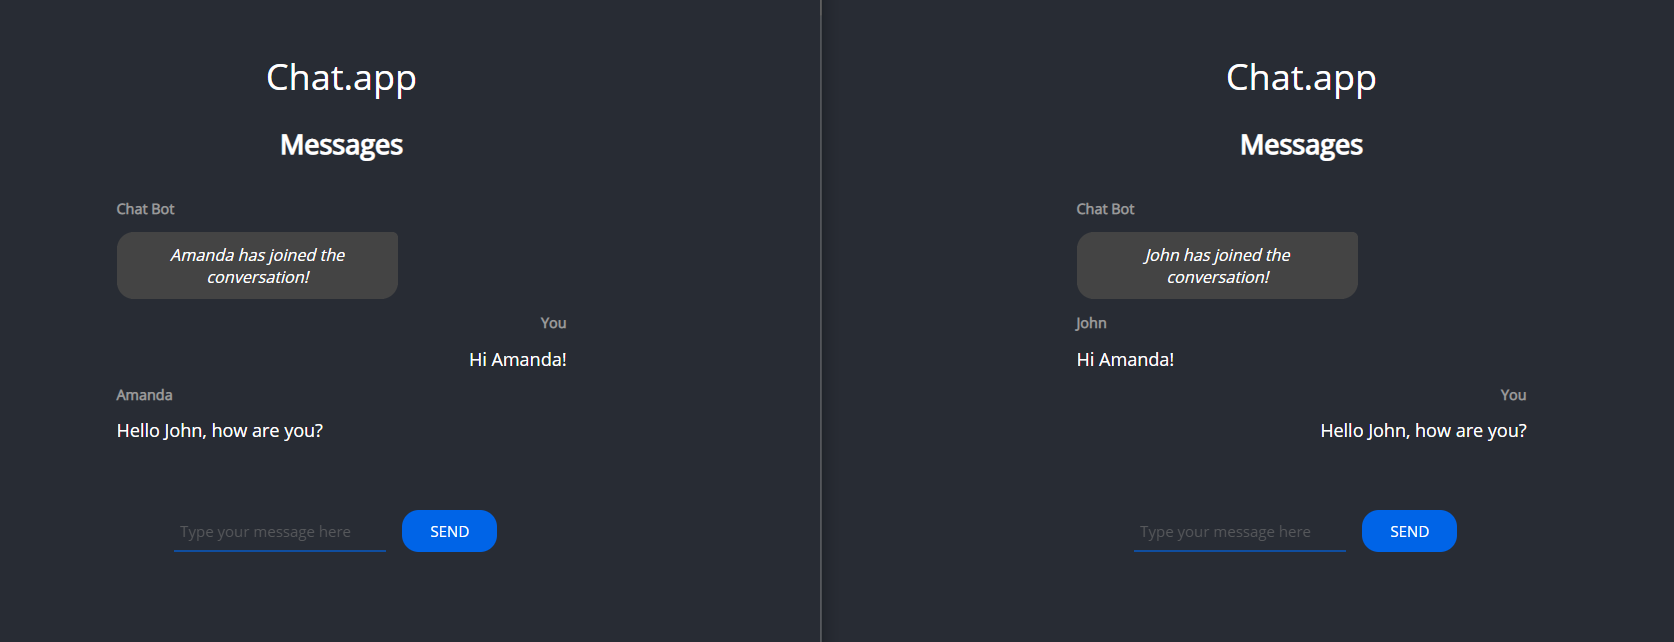 Chat.app
Messages
Chat Bot
Amanda has joined the
conversation!
You
Hi Amanda!
Amanda
Hello John, how are you?
Type your message here
SEND
Chat.app
Messages
Chat Bot
John has joined the
conversation!
John
Hi Amanda!
You
Hello John, how are you?
Type your message here
SEND